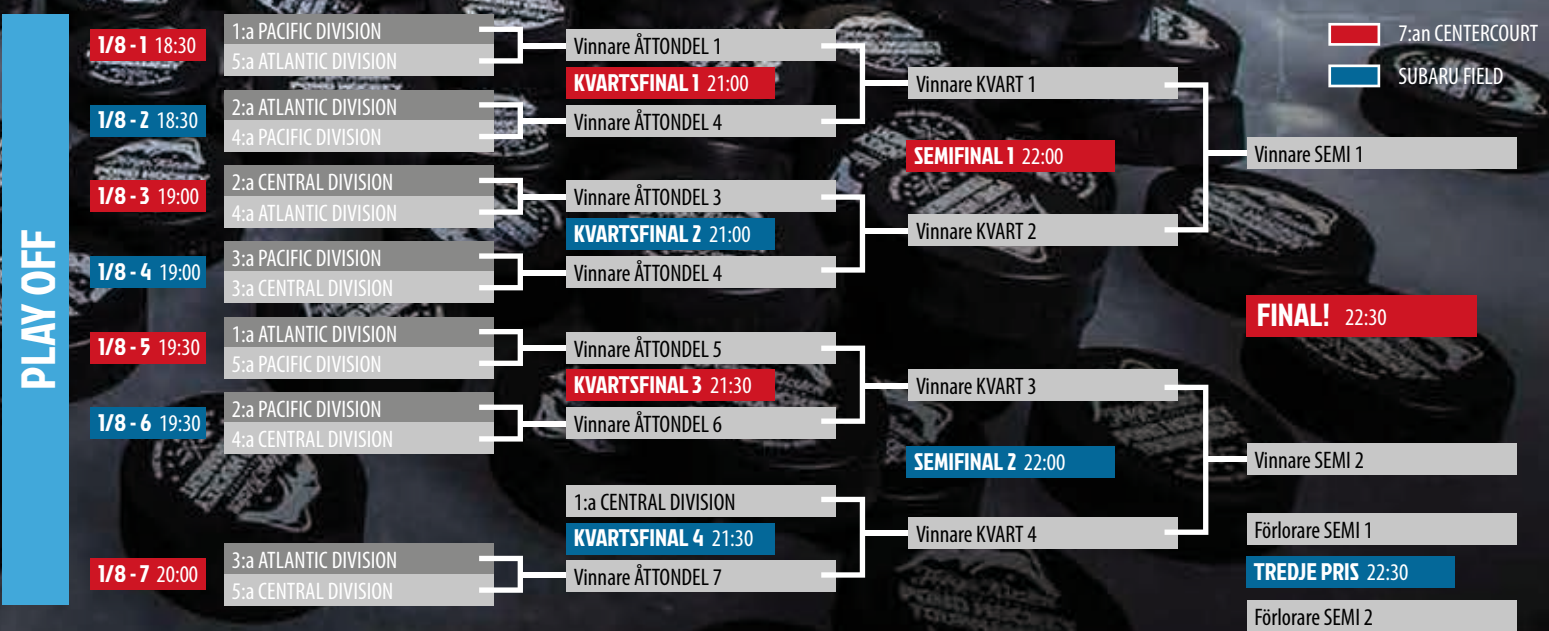 PLAY OFF
1/8 - 1 18:30
1:a PACIFIC DIVISION
5:a ATLANTIC DIVISION
1/8 - 2 18:30
2:a ATLANTIC DIVISION
4:a PACIFIC DIVISION
1/8 - 3 19:00
2:a CENTRAL DIVISION
4:a ATLANTIC DIVISION
1/8 - 4 19:00
3:a PACIFIC DIVISION
3:a CENTRAL DIVISION
1/8 - 5 19:30
1:a ATLANTIC DIVISION
5:a PACIFIC DIVISION
1/8 - 6 19:30
2:a PACIFIC DIVISION
4:a CENTRAL DIVISION
1/8 - 7 20:00
3:a ATLANTIC DIVISION
5:a CENTRAL DIVISION
Vinnare ÅTTONDEL 1
KVARTSFINAL 1 21:00
Vinnare ÅTTONDEL 4
Vinnare ÅTTONDEL 3
KVARTSFINAL 2 21:00
Vinnare ÅTTONDEL 4
Vinnare ÅTTONDEL 5
KVARTSFINAL 3 21:30
Vinnare ÅTTONDEL 6
1:a CENTRAL DIVISION
KVARTSFINAL 4 21:30
Vinnare ÅTTONDEL 7
Vinnare KVART 1
SEMIFINAL 1 22:00
Vinnare KVART 2
Vinnare KVART 3
SEMIFINAL 2 22:00
Vinnare KVART 4
7:an CENTERCOURT
SUBARU FIELD
Vinnare SEMI 1
FINAL! 22:30
Vinnare SEMI 2
Förlorare SEMI 1
TREDJE PRIS 22:30
Förlorare SEMI 2